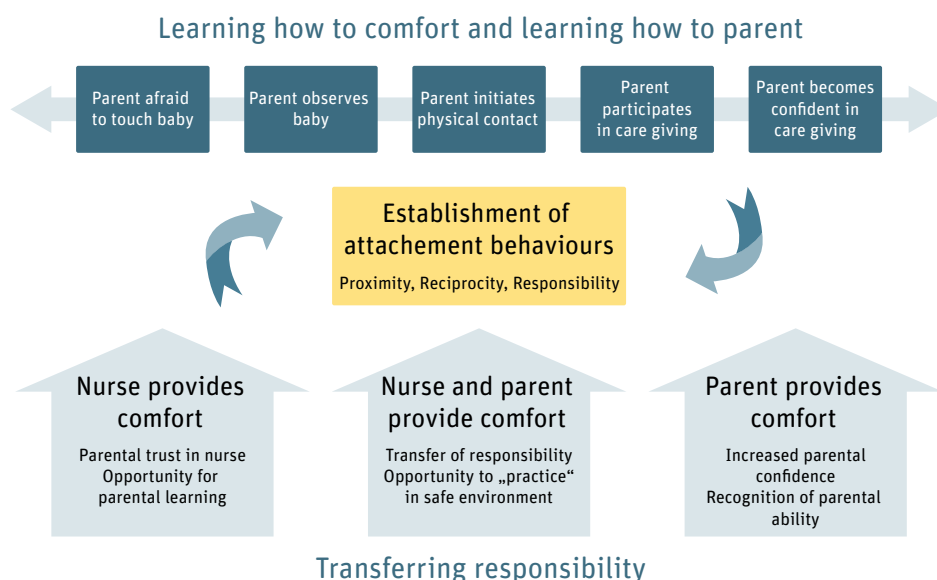 Learning how to comfort and learning how to parent
Parent afraid
to touch baby
Parent observes
baby
Parent initiates
physical contact
Parent
participates
in care giving
Parent becomes
confident in
care giving
Establishment of
attachement behaviours
Proximity, Reciprocity, Responsibility
Nurse provides
comfort
Parental trust in nurse
Opportunity for
parental learning
Nurse and parent
provide comfort
Transfer of responsibility
Opportunity to „practice“
in safe environment
Parent provides
comfort
Increased parental
confidence
Recognition of parental
ability
Transferring responsibility